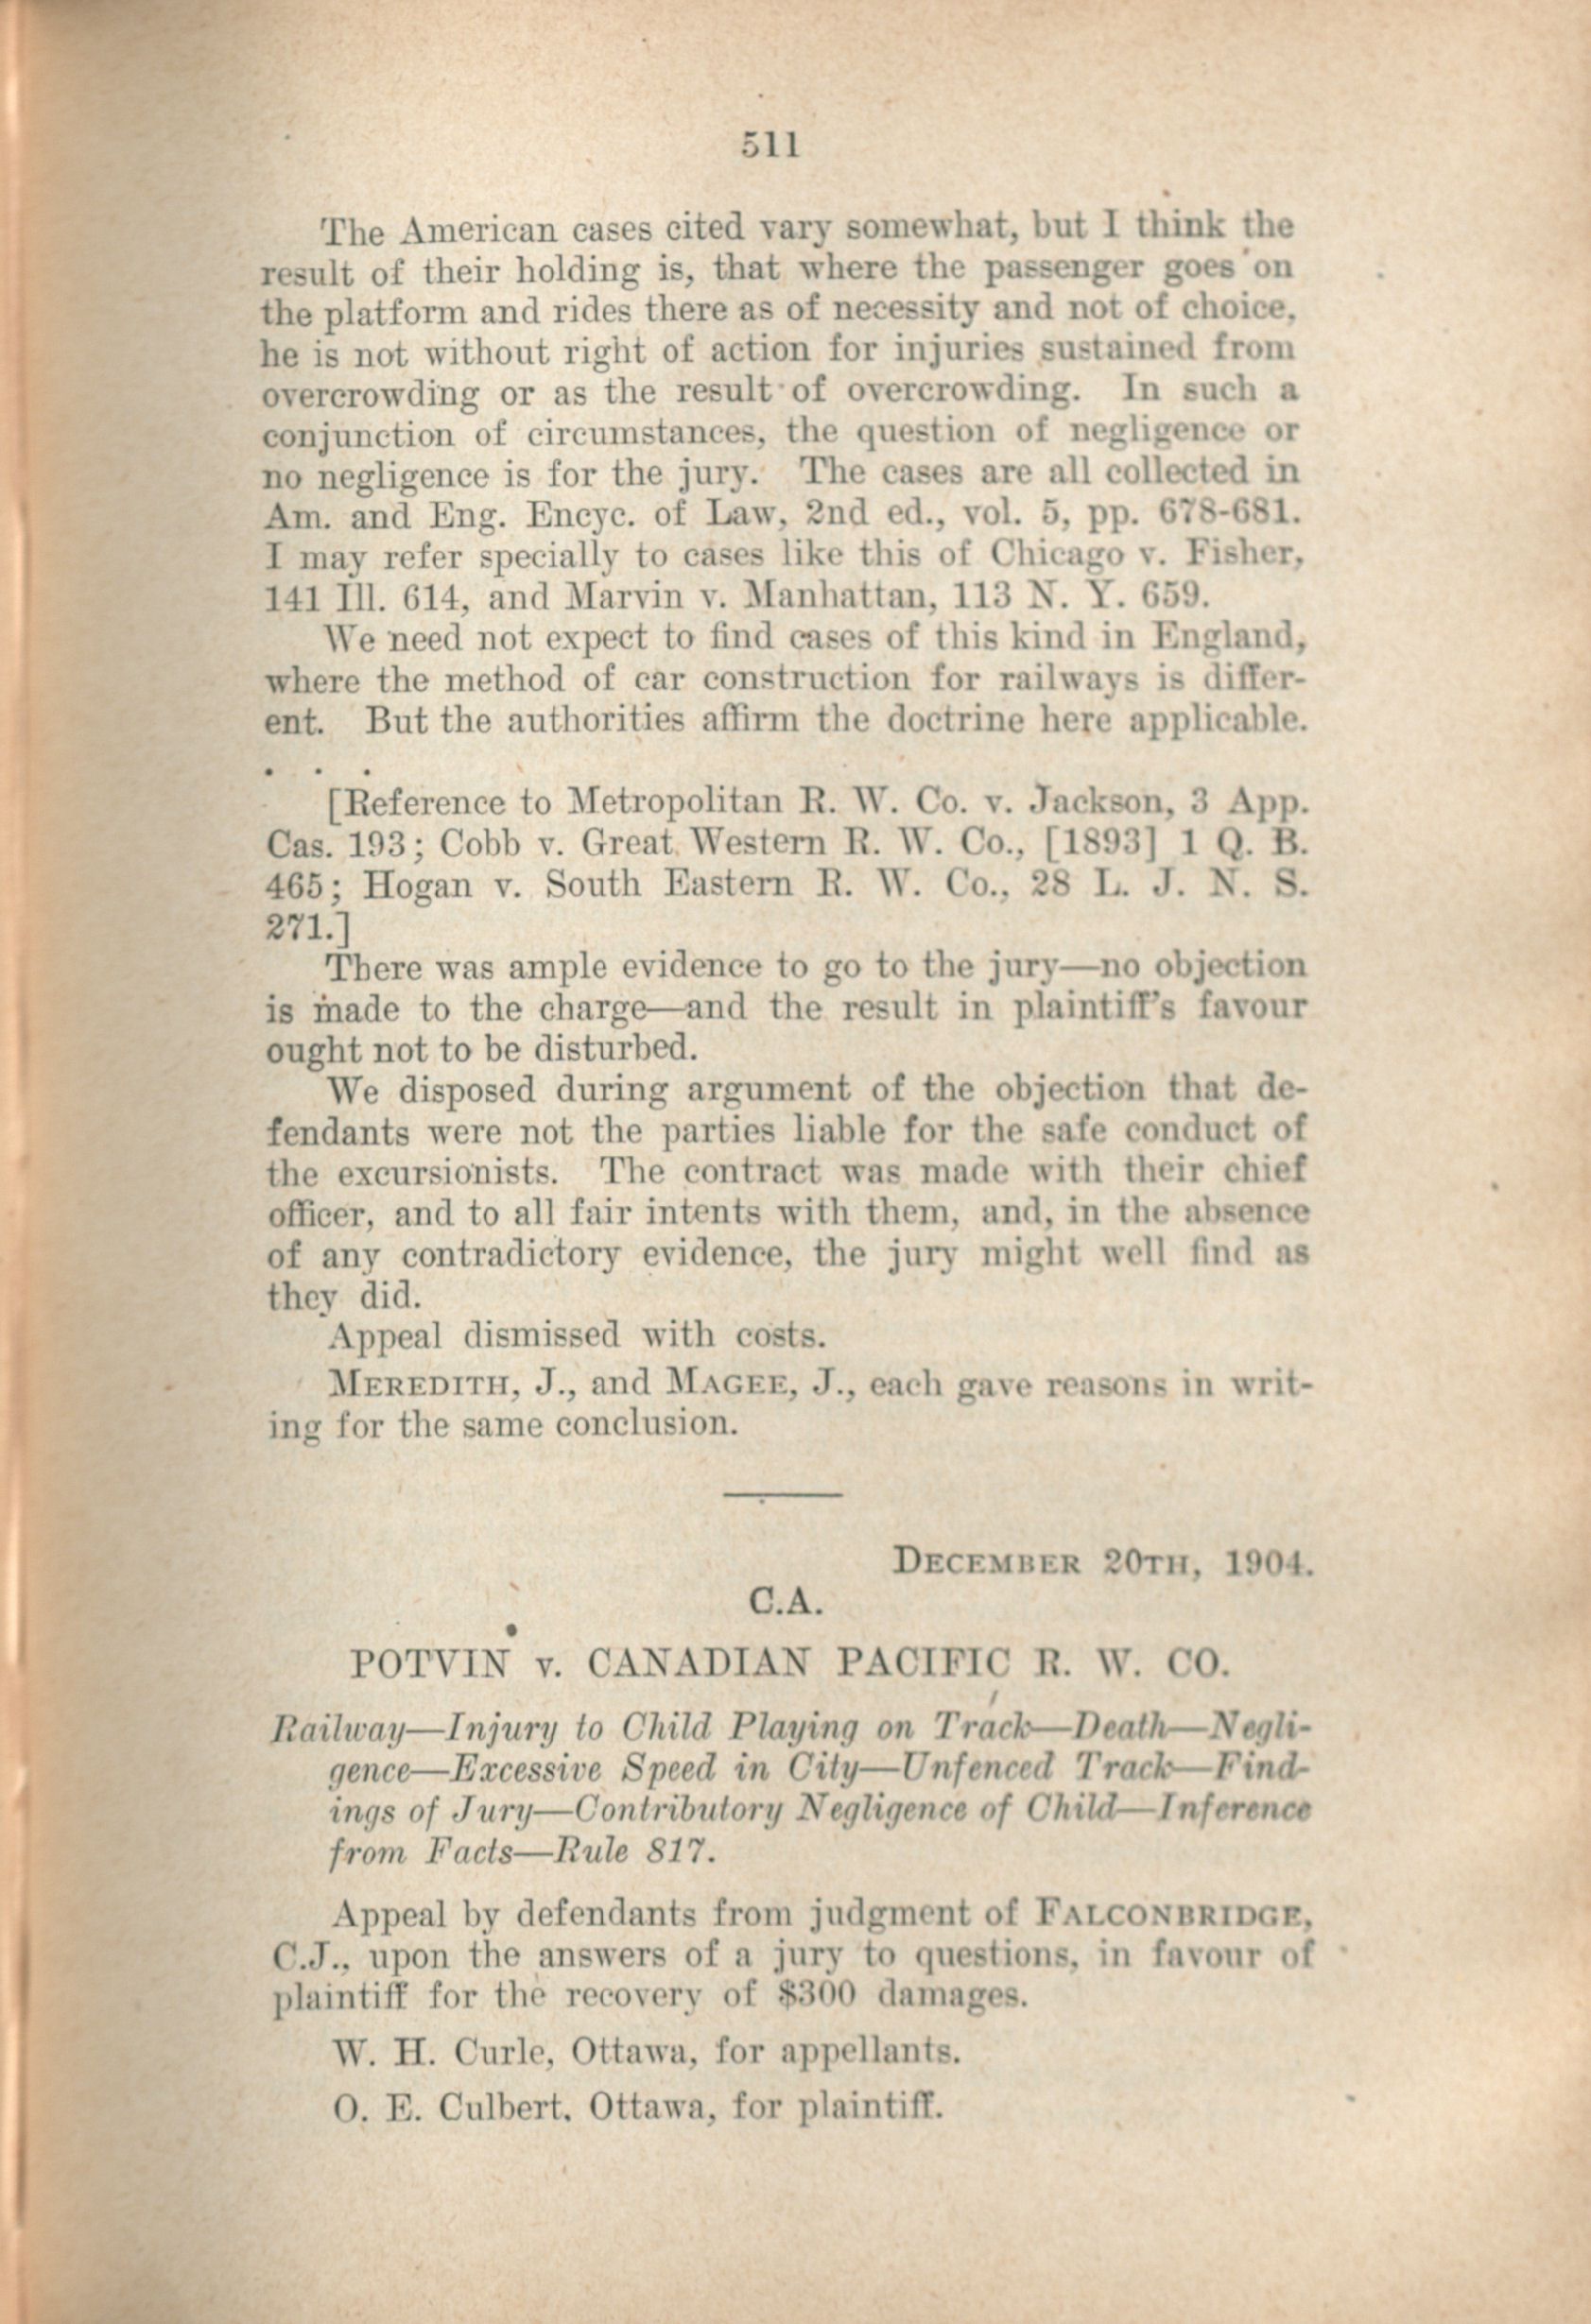 511
The American cases cited vary somewhat, but I think the
result of their holding is, that where the passenger goes on
the platform and rides there as of necessity and not of choice,
he is not without right of action for injuries sustained from
overcrowding or as the result of overcrowding. In such a
conjunction of circumstances, the question of negligence or
no negligence is for the jury. The cases are all collected in
Am. and Eng. Encyc. of Law, 2nd ed., vol. 5, pp. 678-681.
I may refer specially to cases like this of Chicago v. Fisher,
141 Ill. 614, and Marvin v. Manhattan, 113 N. Y. 659.
We need not expect to find cases of this kind in England,
where the method of car construction for railways is differ-
ent. But the authorities affirm the doctrine here applicable.
. . .
[Reference to Metropolitan R. W. Co. v. Jackson, 3 App.
Cas. 193; Cobb v. Great Western R. W. Co., [1893] 1 Q. B.
465; Hogan v. South Eastern R. W. Co., 28 L. J. N. S.
271.]
There was ample evidence to go to the jury—no objection
is made to the charge—and the result in plaintiff's favour
ought not to be disturbed.
We disposed during argument of the objection that de-
fendants were not the parties liable for the safe conduct of
the excursionists. The contract was made with their chief
officer, and to all fair intents with them, and, in the absence
of any contradictory evidence, the jury might well find as
they did.
Appeal dismissed with costs.
MEREDITH, J., and MAGEE, J., each gave reasons in writ-
ing for the same conclusion.
DECEMBER 20TH, 1904.
C.A.
POTVIN v. CANADIAN PACIFIC R. W. CO.
Railway—Injury to Child Playing on Track—Death—Negli-
gence—Excessive Speed in City—Unfenced Track—Find-
ings of Jury—Contributory Negligence of Child—Inference
from Facts—Rule 817.
Appeal by defendants from judgment of FALCONBRIDGE,
C.J., upon the answers of a jury to questions, in favour of
plaintiff for the recovery of $300 damages.
W. H. Curle, Ottawa, for appellants.
O. E. Culbert, Ottawa, for plaintiff.